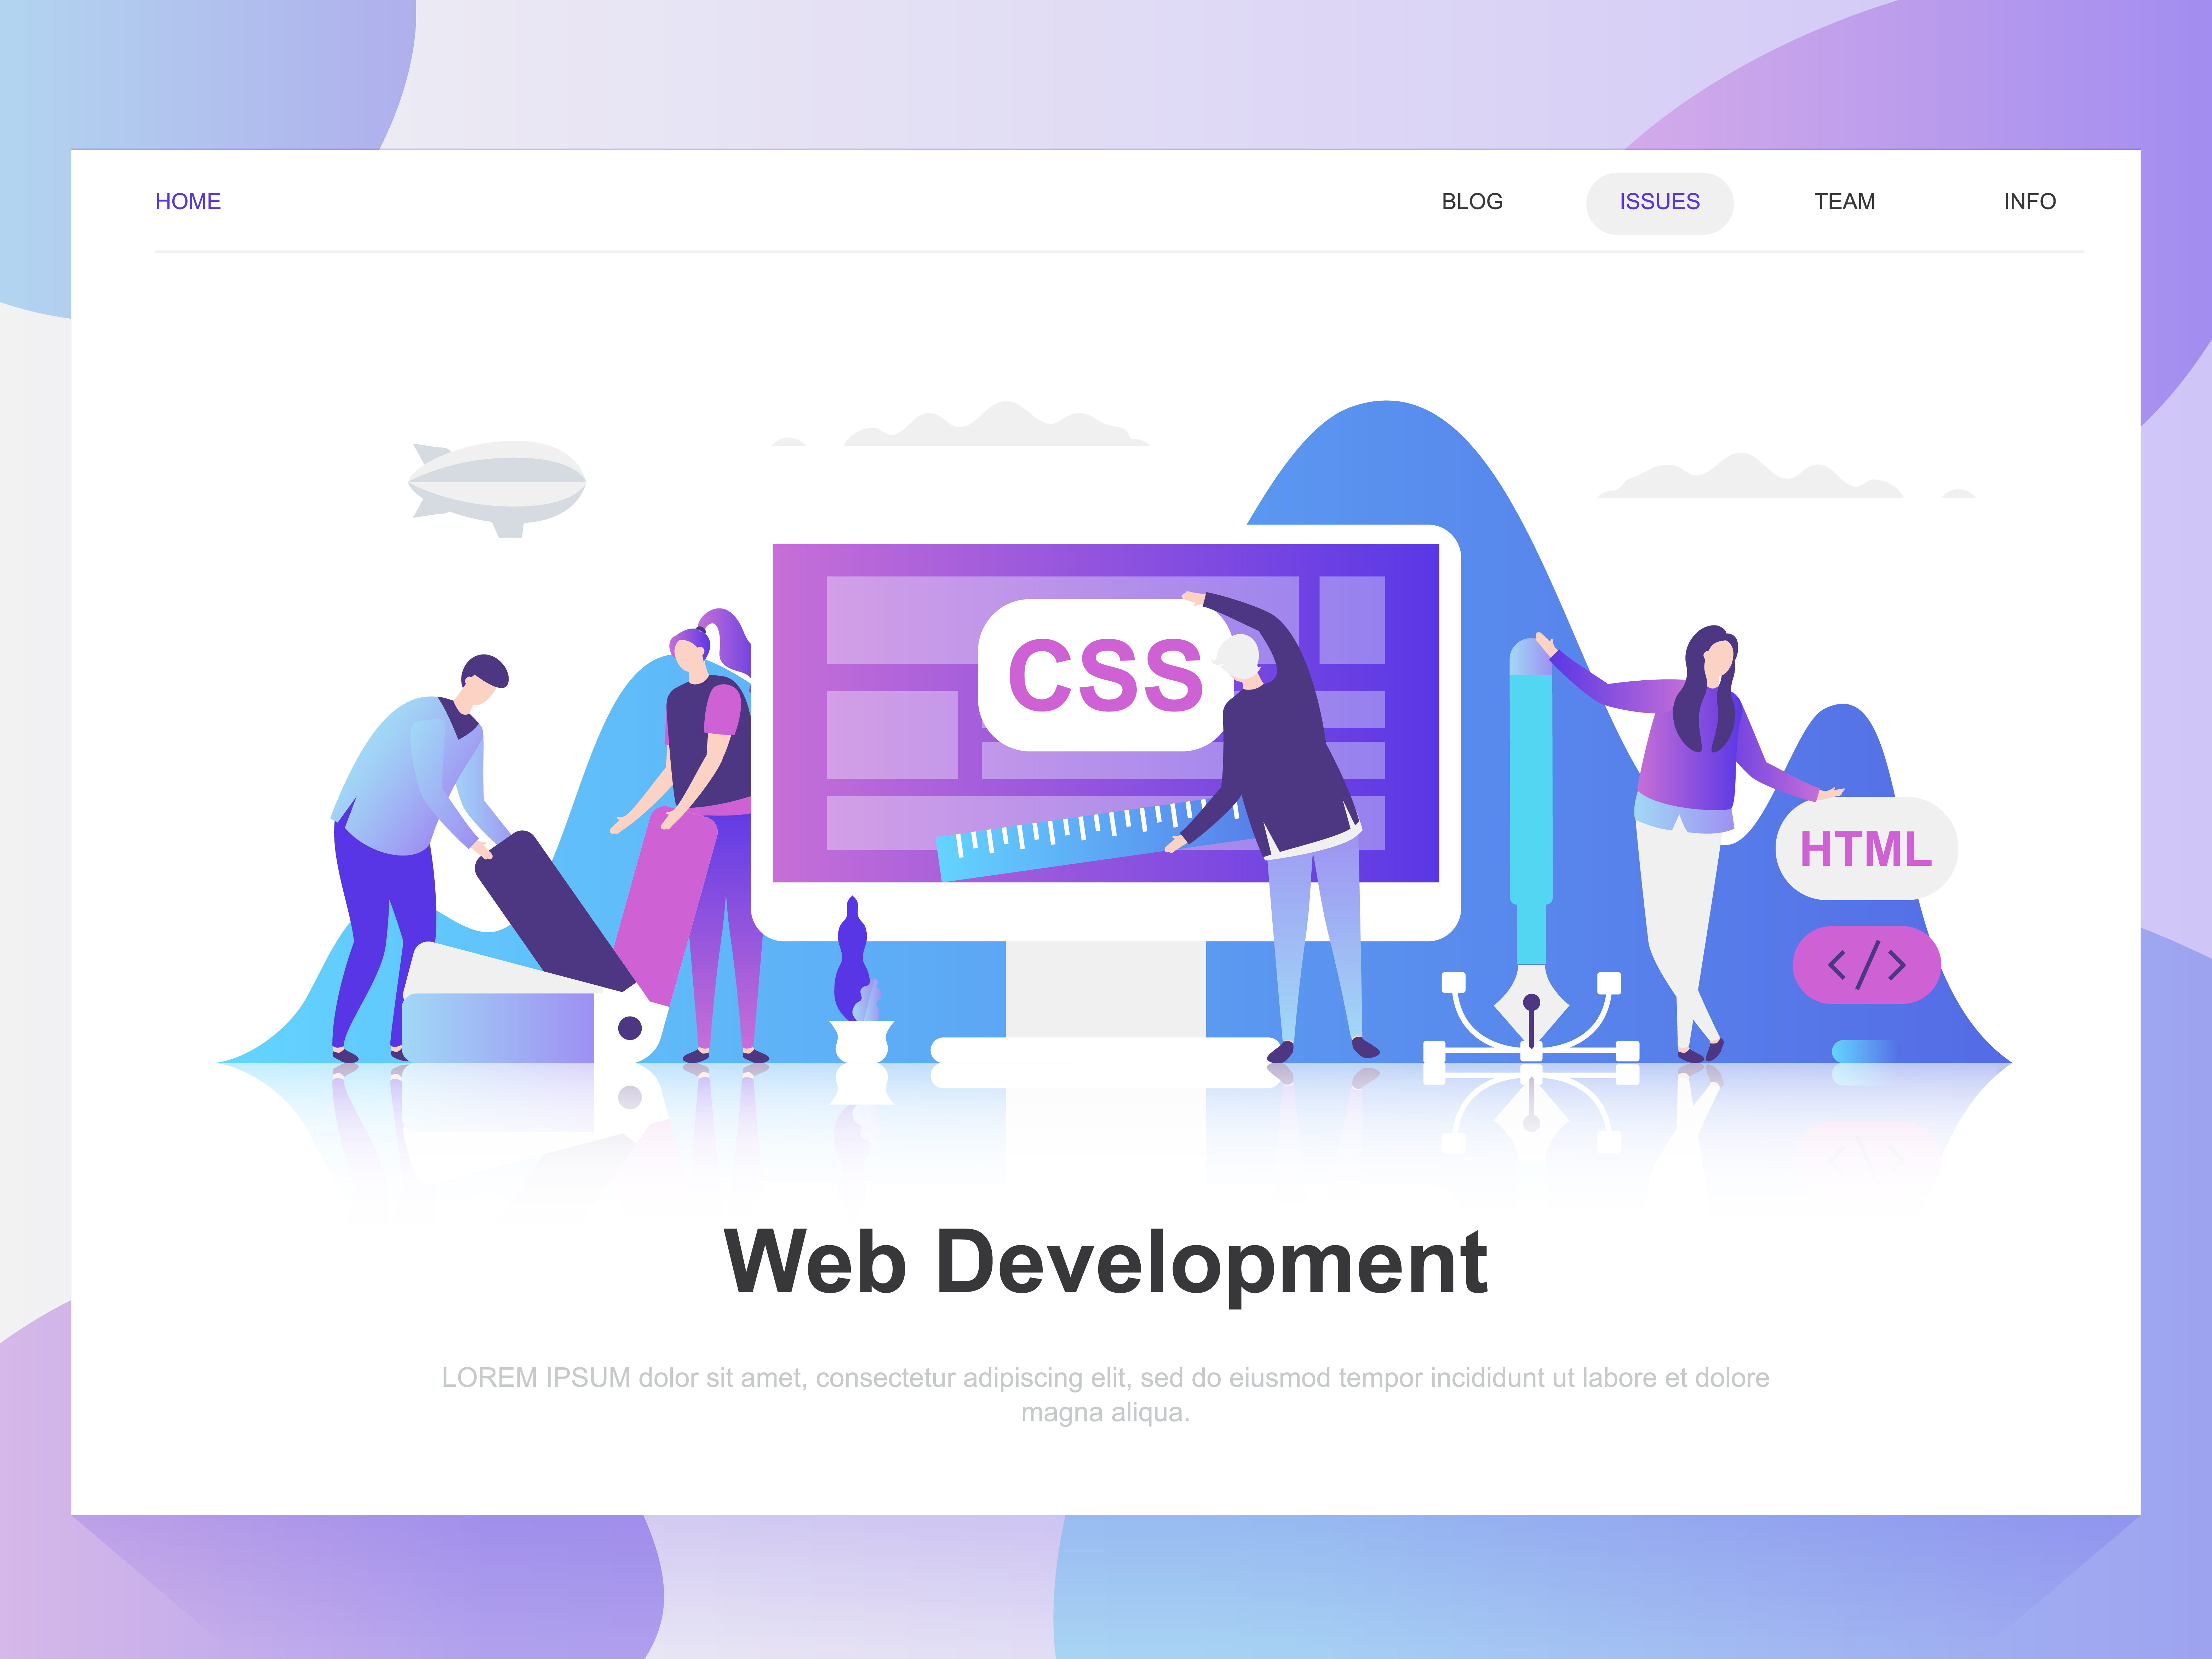 HOME
BLOG
ISSUES
TEAM
INFO
CSS
HTML
</>
Web Development
LOREM IPSUM dolor sit amet, consectetur adipiscing elit, sed do eiusmod tempor incididunt ut labore et dolore
magna aliqua.